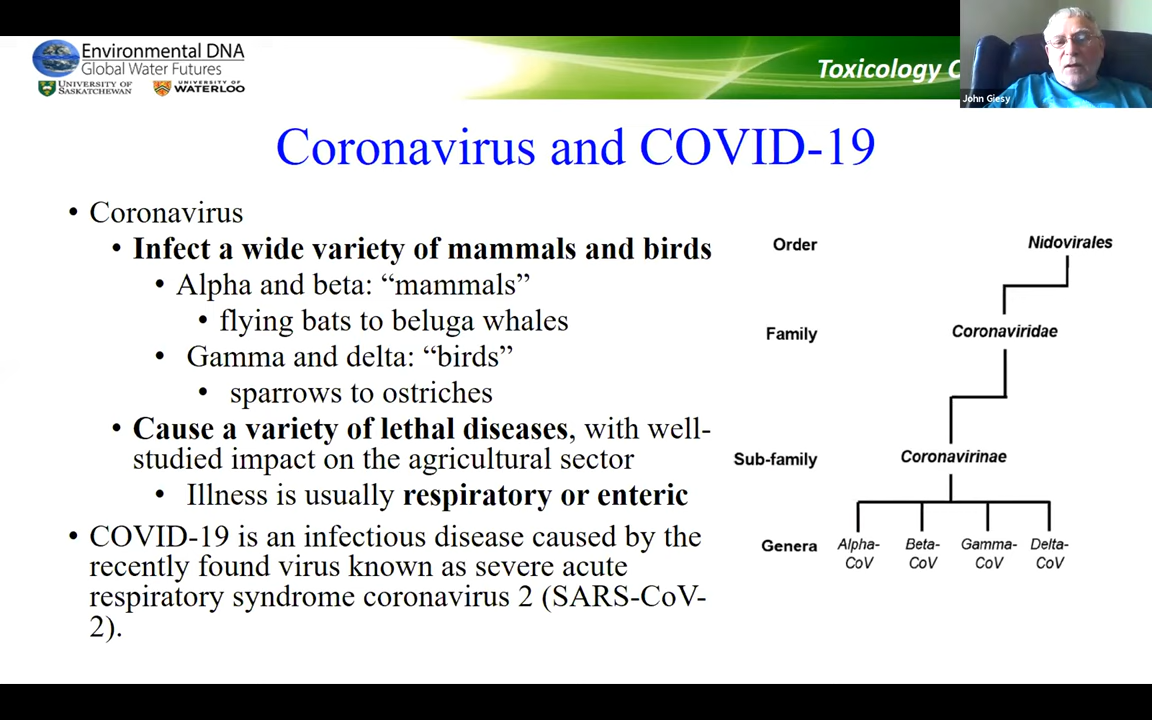 Environmental DNA
Global Water Futures
UNIVERSITY OF SASKATCHEWAN
UNIVERSITY OF WATERLOO
Toxicology C
John Giesy
Coronavirus and COVID-19
• Coronavirus
• Infect a wide variety of mammals and birds
• Alpha and beta: “mammals”
• flying bats to beluga whales
• Gamma and delta: “birds”
• sparrows to ostriches
• Cause a variety of lethal diseases, with well-
studied impact on the agricultural sector
• Illness is usually respiratory or enteric
• COVID-19 is an infectious disease caused by the
recently found virus known as severe acute
respiratory syndrome coronavirus 2 (SARS-CoV-
2).
Order Nidovirales
Family Coronaviridae
Sub-family Coronavirinae
Genera Alpha- Beta- Gamma- Delta-
CoV CoV CoV CoV